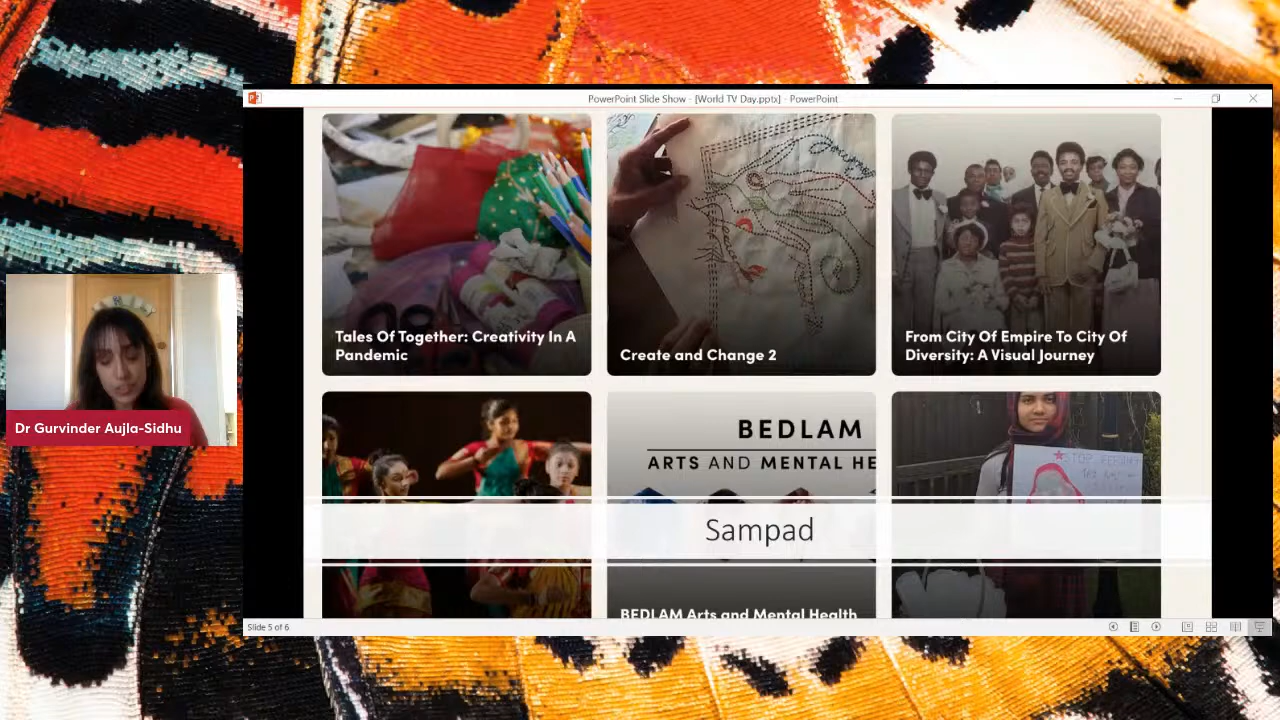 PowerPoint Slide Show - [World TV Day.pptx] - PowerPoint
Tales Of Together: Creativity In A
Pandemic
Create and Change 2
From City Of Empire To City Of
Diversity: A Visual Journey
BEDLAM
ARTS AND MENTAL HE
STOP
Sampad
BEDLAM Arts and Mental Health
Dr Gurvinder Aujla-Sidhu
Slide 5 of 6